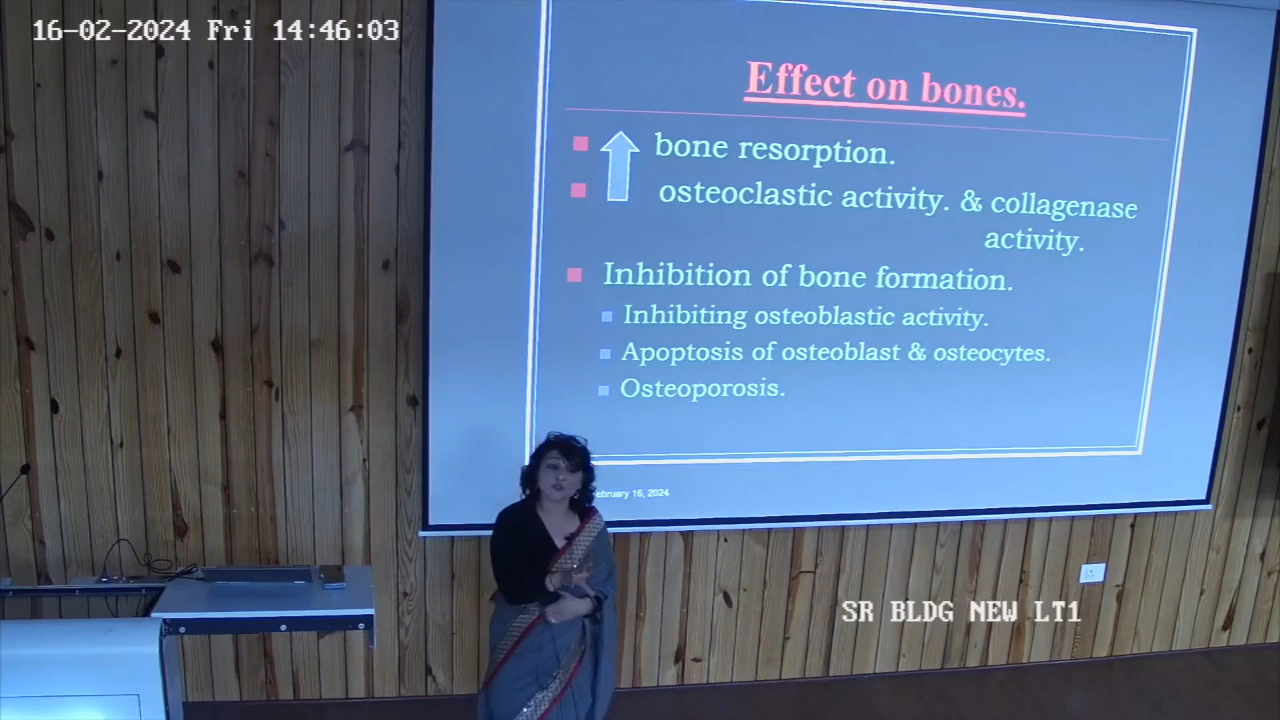 16-02-2024 Fri 14:46:03
Effect on bones.
bone resorption.
osteoclastic activity. & collagenase
activity.
Inhibition of bone formation.
Inhibiting osteoblastic activity.
Apoptosis of osteoblast & osteocytes.
Osteoporosis.
ebruary 16, 2024
SR BLDG NEW LT1